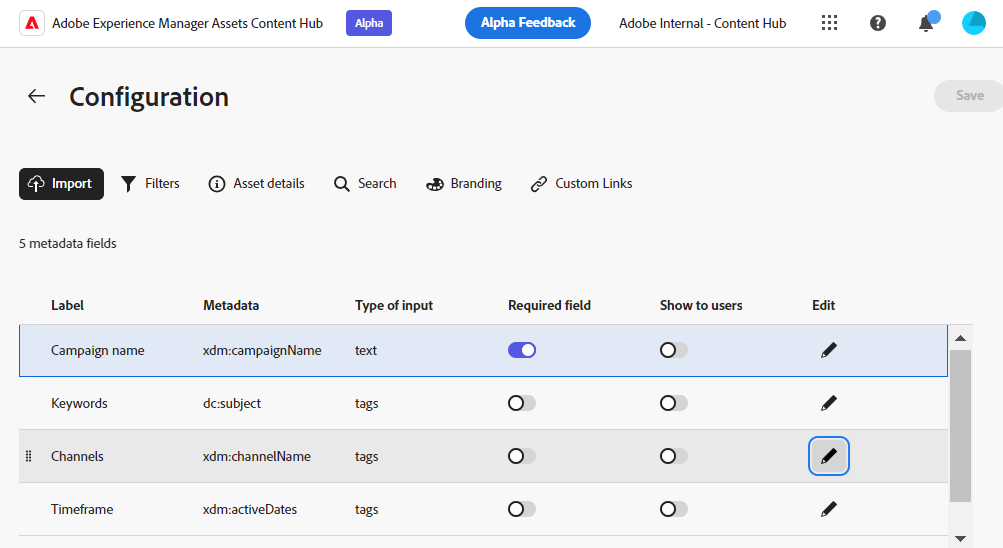 Adobe Experience Manager Assets Content Hub Alpha Alpha Feedback Adobe Internal - Content Hub
Configuration Save
Import Filters Asset details Search Branding Custom Links
5 metadata fields
Label Metadata Type of input Required field Show to users Edit
Campaign name xdm:campaignName text
Keywords dc:subject tags
Channels xdm:channelName tags
Timeframe xdm:activeDates tags